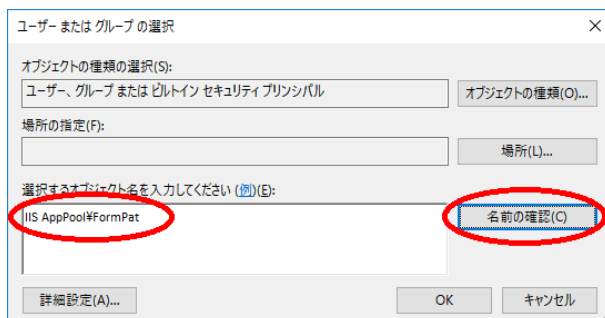 ユーザー または グループ の選択
オブジェクトの種類の選択(S):
ユーザー、グループ または ビルトイン セキュリティ プリンシパル
オブジェクトの種類(O)...
場所の指定(F):
場所(L)...
選択するオブジェクト名を入力してください (例)(E):
IIS AppPool¥FormPat
名前の確認(C)
詳細設定(A)...
OK
キャンセル